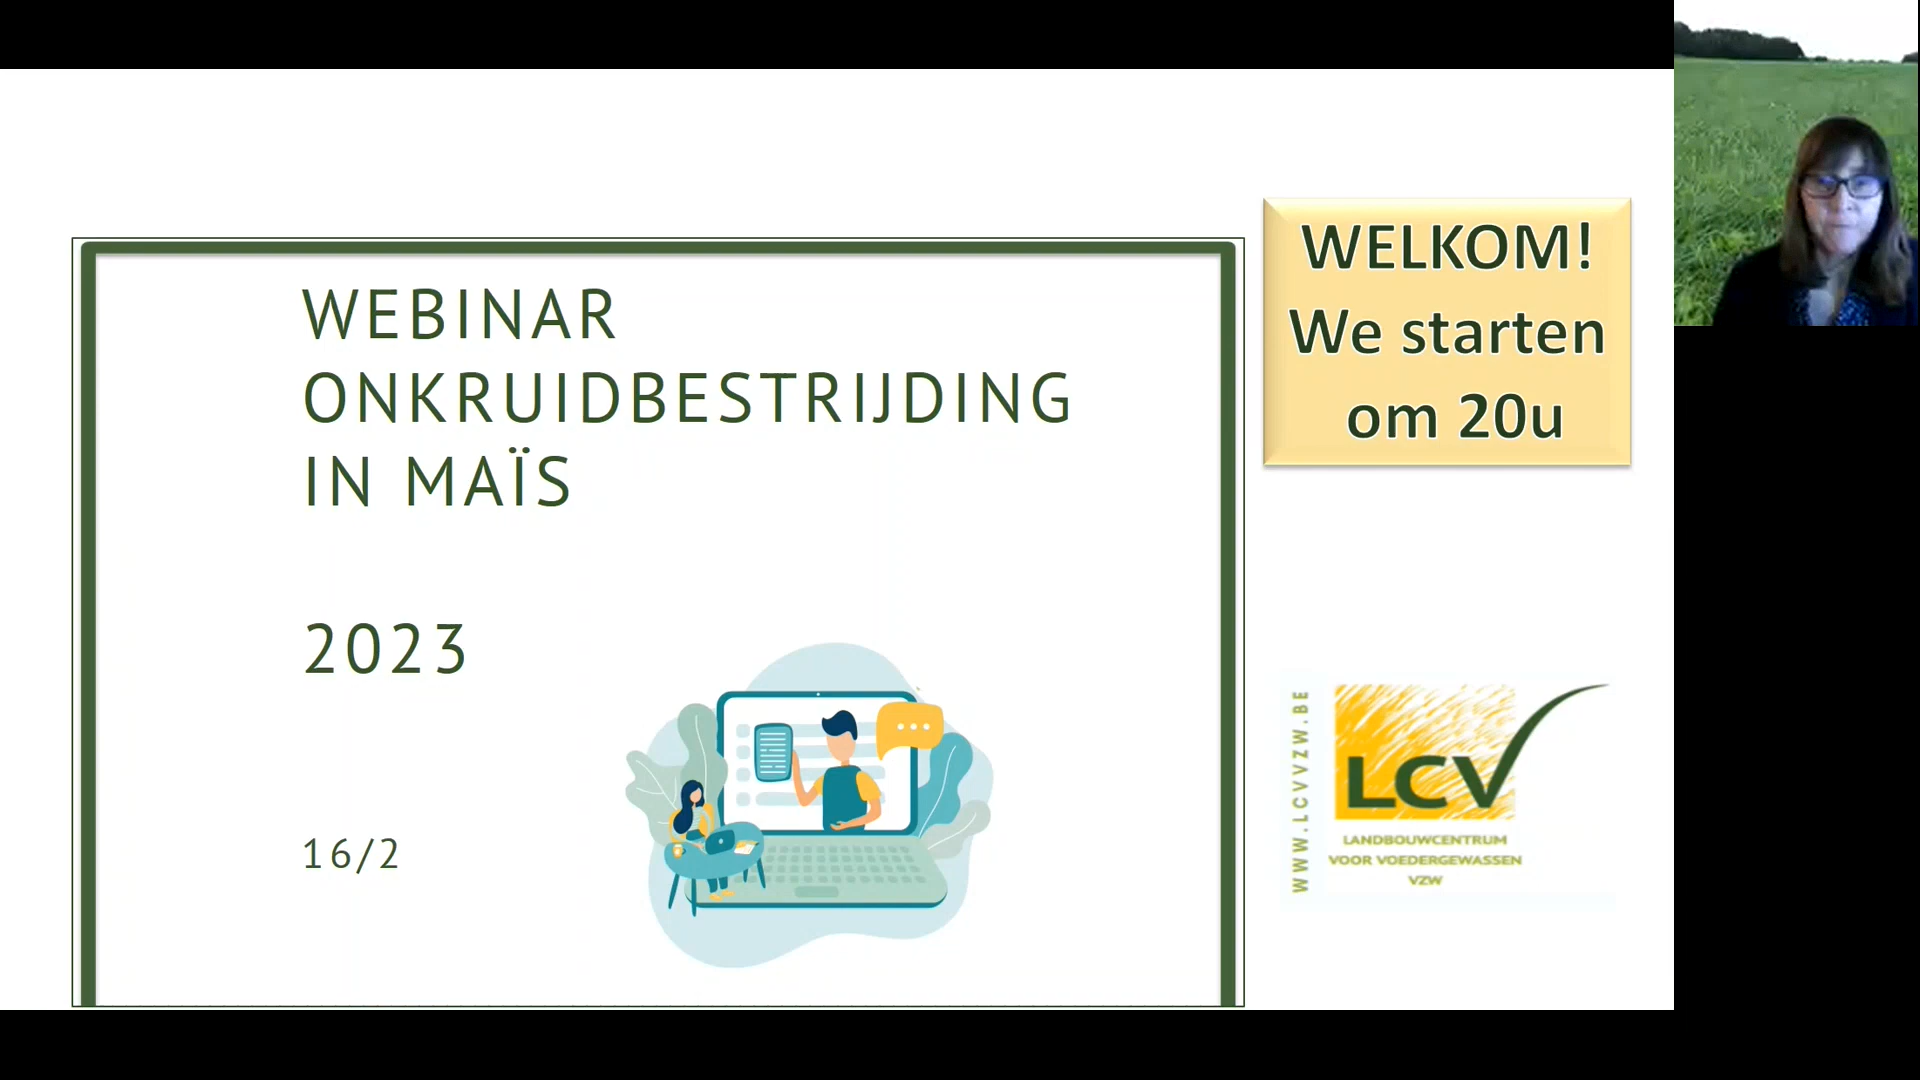 WEBINAR
ONKRUIDBESTRIJDING
IN MAÏS
2023
16/2
WELKOM!
We starten
om 20u
WWW.LCVVZW.BE
LCV
LANDBOUWCENTRUM
VOOR VOEDERGEWASSEN
VZW